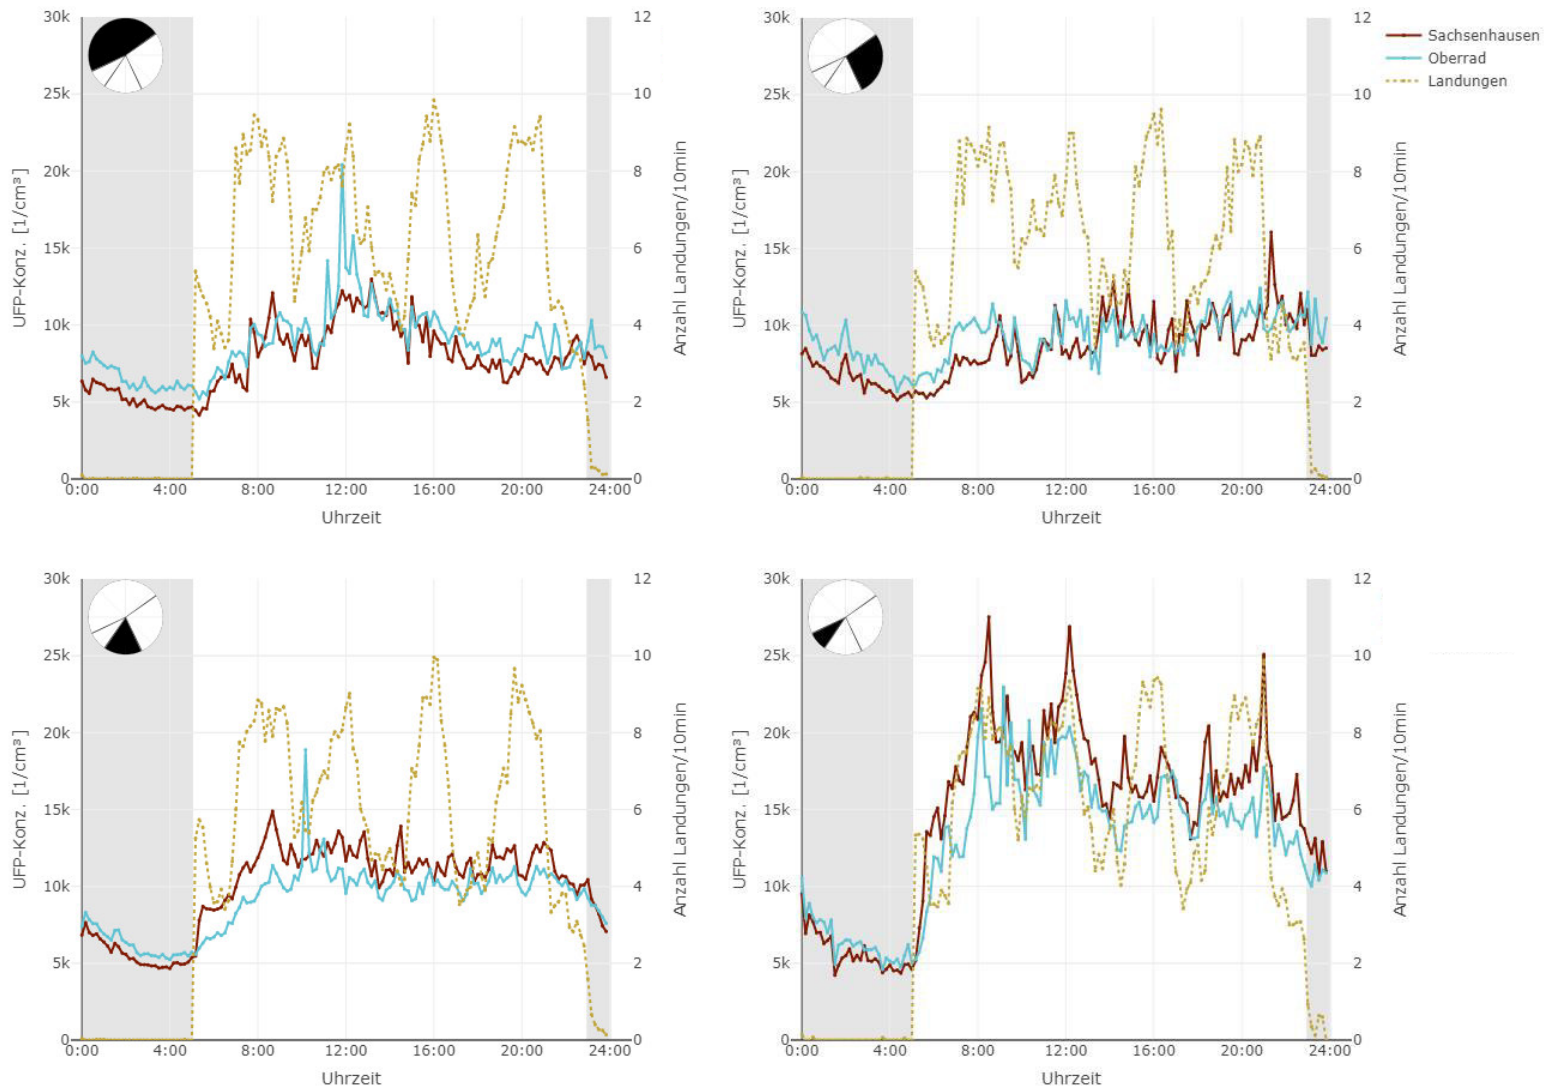 30k
25k
20k
15k
10k
5k
0
12
10
8
6
4
2
0
UFP-Konz. [1/cm³]
Anzahl Landungen/10min
0:00 4:00 8:00 12:00 16:00 20:00 24:00
Uhrzeit
30k
25k
20k
15k
10k
5k
0
12
10
8
6
4
2
0
UFP-Konz. [1/cm³]
Anzahl Landungen/10min
0:00 4:00 8:00 12:00 16:00 20:00 24:00
Uhrzeit
Sachsenhausen
Oberrad
Landungen
30k
25k
20k
15k
10k
5k
0
12
10
8
6
4
2
0
UFP-Konz. [1/cm³]
Anzahl Landungen/10min
0:00 4:00 8:00 12:00 16:00 20:00 24:00
Uhrzeit
30k
25k
20k
15k
10k
5k
0
12
10
8
6
4
2
0
UFP-Konz. [1/cm³]
Anzahl Landungen/10min
0:00 4:00 8:00 12:00 16:00 20:00 24:00
Uhrzeit